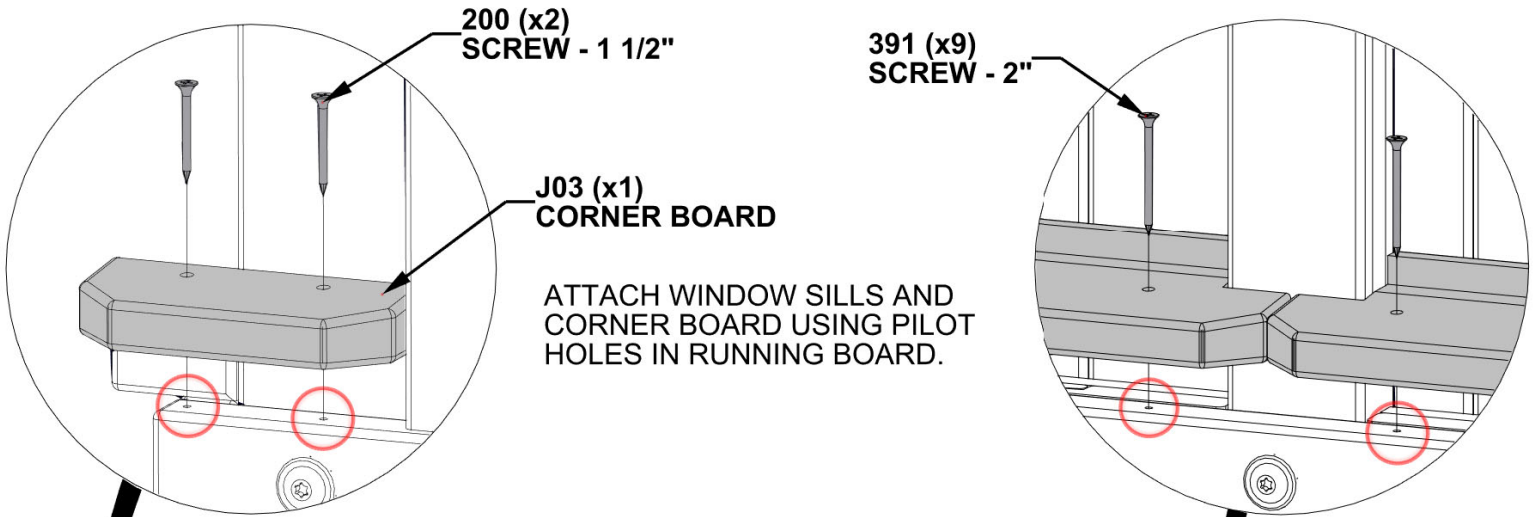 200 (x2)
SCREW - 1 1/2"
J03 (x1)
CORNER BOARD
ATTACH WINDOW SILLS AND
CORNER BOARD USING PILOT
HOLES IN RUNNING BOARD.
391 (x9)
SCREW - 2"